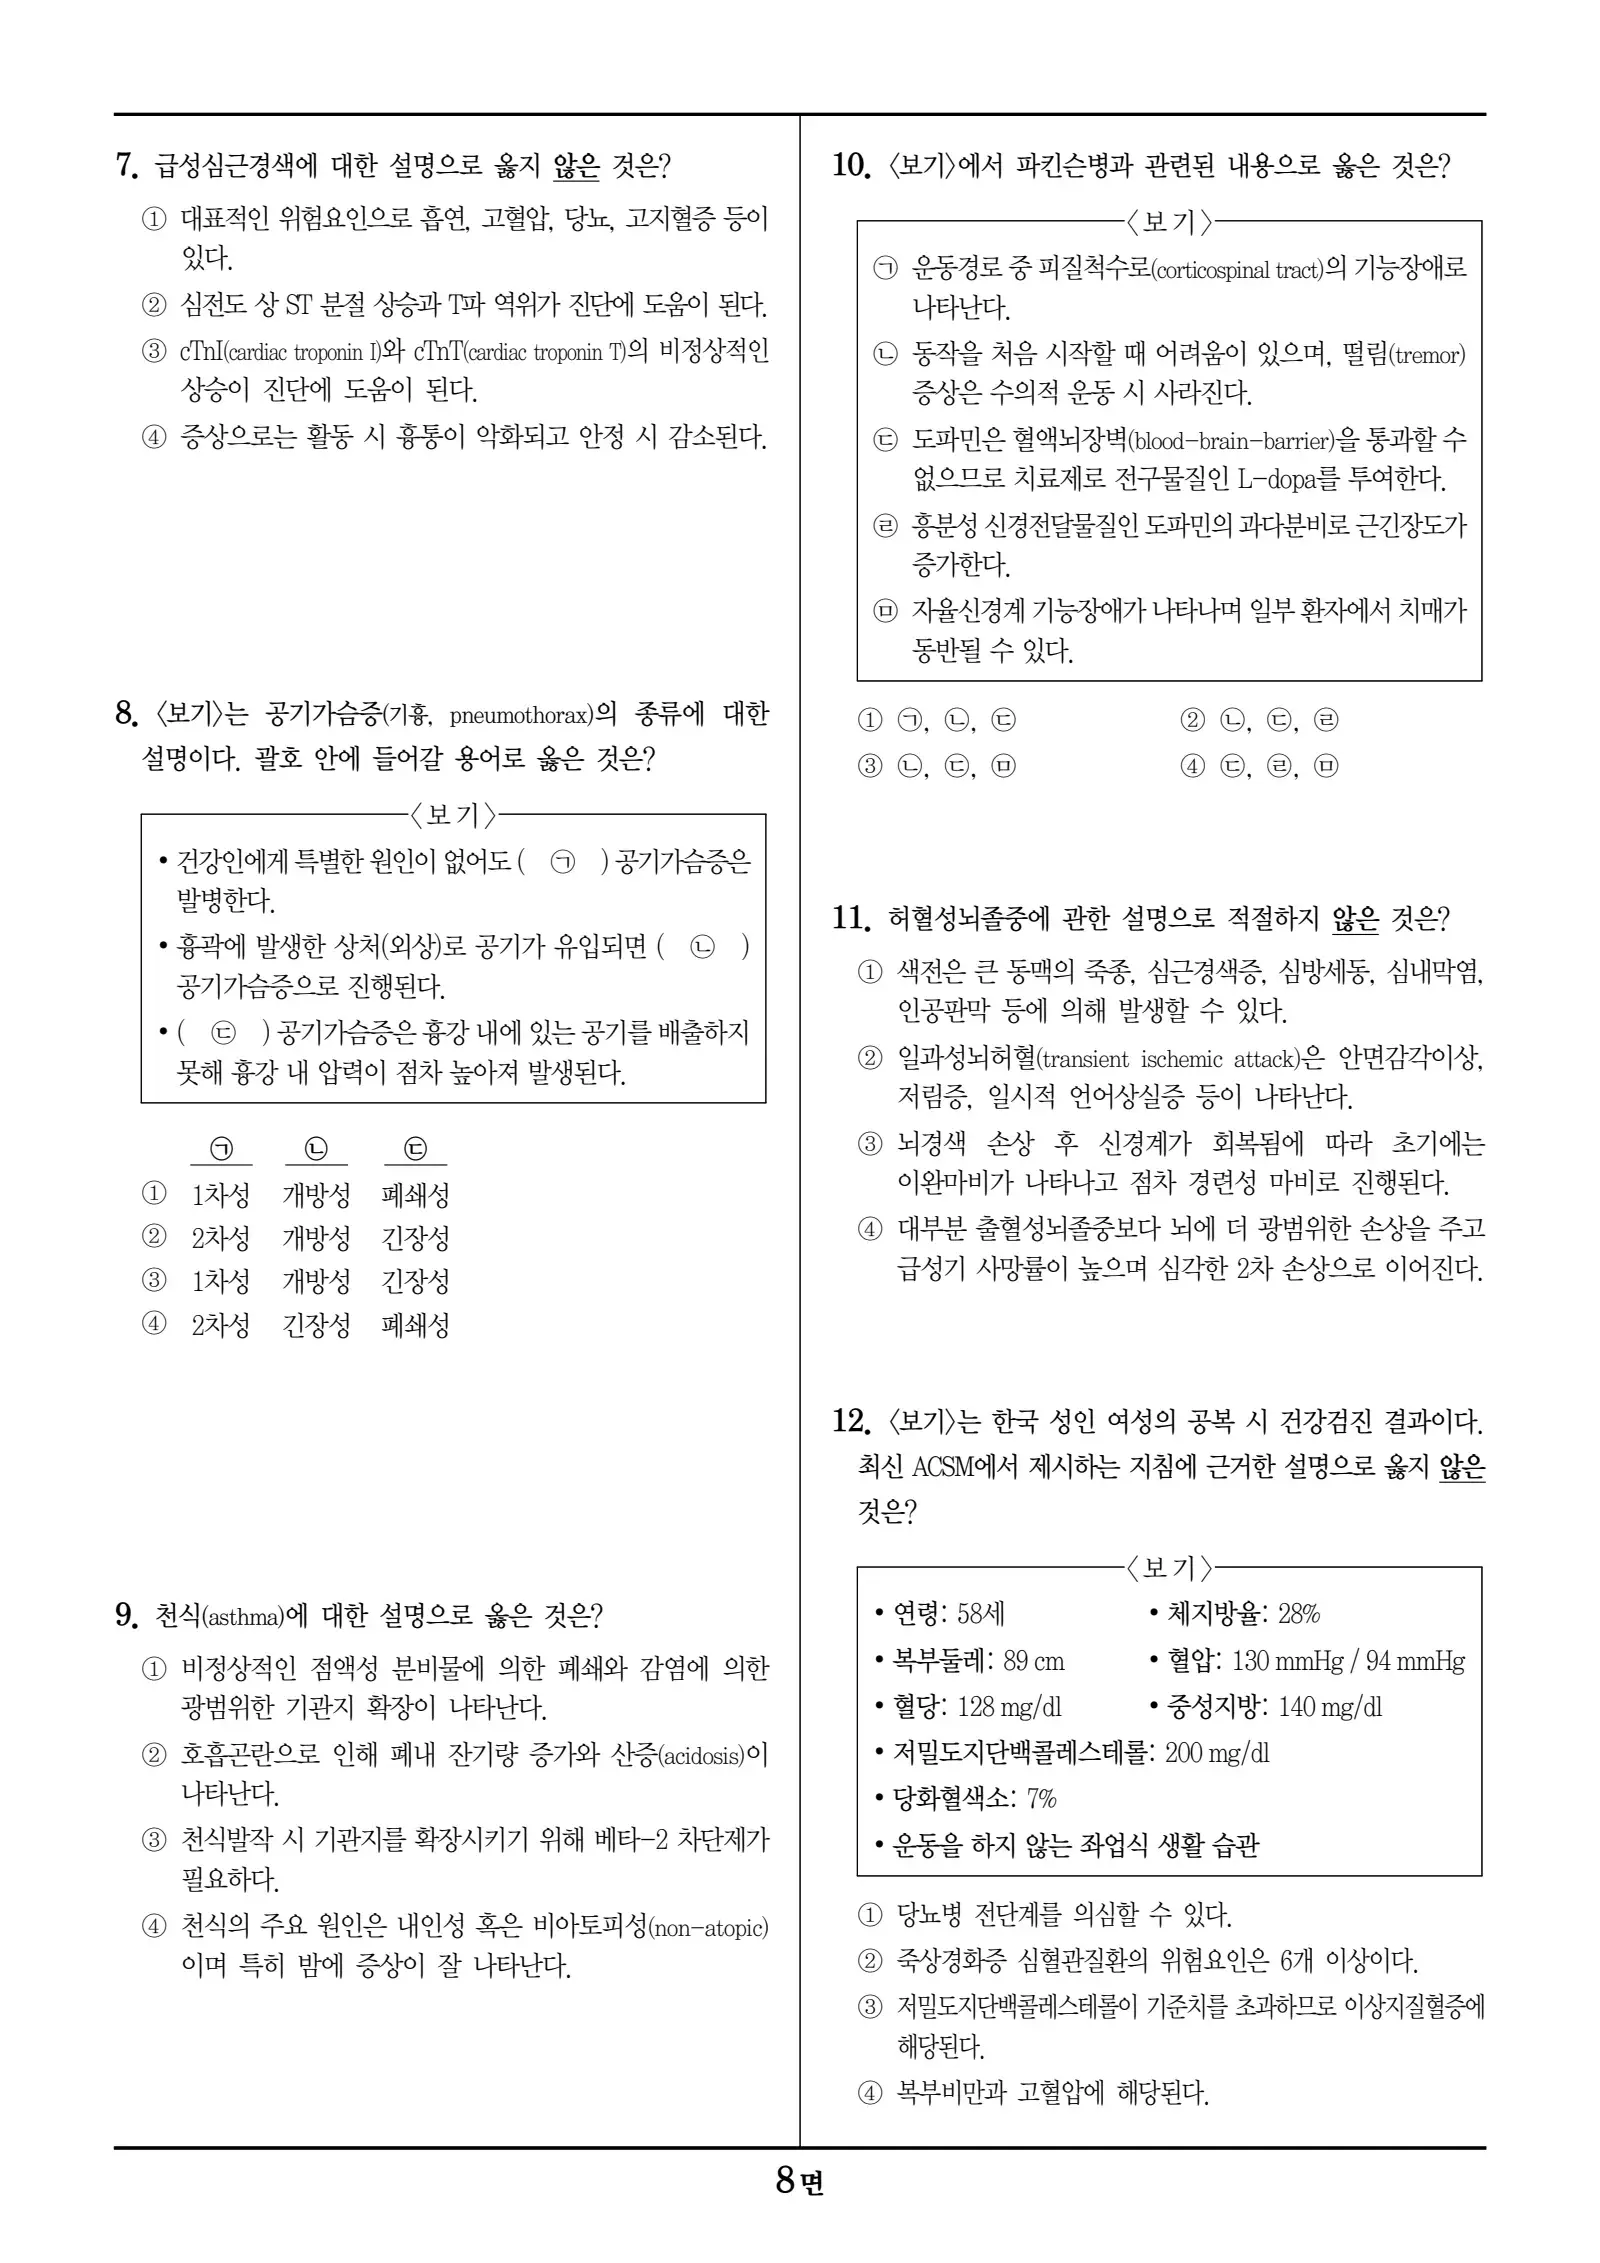 7. 급성심근경색에 대한 설명으로 옳지 않은 것은?
① 대표적인 위험요인으로 흡연, 고혈압, 당뇨, 고지혈증 등이
있다.
② 심전도 상 ST 분절 상승과 T파 역위가 진단에 도움이 된다.
③ cTnI(cardiac troponin I)와 cTnT(cardiac troponin T)의 비정상적인
상승이 진단에 도움이 된다.
④ 증상으로는 활동 시 흉통이 악화되고 안정 시 감소된다.
8. 〈보기〉는 공기가슴증(기흉, pneumothorax)의 종류에 대한
설명이다. 괄호 안에 들어갈 용어로 옳은 것은?
〈보기〉
• 건강인에게 특별한 원인이 없어도 ( ㉠ ) 공기가슴증은
발병한다.
• 흉곽에 발생한 상처(외상)로 공기가 유입되면 ( ㉡ )
공기가슴증으로 진행된다.
• ( ㉢ ) 공기가슴증은 흉강 내에 있는 공기를 배출하지
못해 흉강 내 압력이 점차 높아져 발생된다.
㉠ ㉡ ㉢
① 1차성 개방성 폐쇄성
② 2차성 개방성 긴장성
③ 1차성 개방성 긴장성
④ 2차성 긴장성 폐쇄성
9. 천식(asthma)에 대한 설명으로 옳은 것은?
① 비정상적인 점액성 분비물에 의한 폐쇄와 감염에 의한
광범위한 기관지 확장이 나타난다.
② 호흡곤란으로 인해 폐내 잔기량 증가와 산증(acidosis)이
나타난다.
③ 천식발작 시 기관지를 확장시키기 위해 베타-2 차단제가
필요하다.
④ 천식의 주요 원인은 내인성 혹은 비아토피성(non-atopic)
이며 특히 밤에 증상이 잘 나타난다.
10. 〈보기〉에서 파킨슨병과 관련된 내용으로 옳은 것은?
〈보기〉
㉠ 운동경로 중 피질척수로(corticospinal tract)의 기능장애로
나타난다.
㉡ 동작을 처음 시작할 때 어려움이 있으며, 떨림(tremor)
증상은 수의적 운동 시 사라진다.
㉢ 도파민은 혈액뇌장벽(blood-brain-barrier)을 통과할 수
없으므로 치료제로 전구물질인 L-dopa를 투여한다.
㉣ 흥분성 신경전달물질인 도파민의 과다분비로 근긴장도가
증가한다.
㉤ 자율신경계 기능장애가 나타나며 일부 환자에서 치매가
동반될 수 있다.
① ㉠, ㉡, ㉢ ② ㉡, ㉢, ㉣
③ ㉡, ㉢, ㉤ ④ ㉢, ㉣, ㉤
11. 허혈성뇌졸중에 관한 설명으로 적절하지 않은 것은?
① 색전은 큰 동맥의 죽종, 심근경색증, 심방세동, 심내막염,
인공판막 등에 의해 발생할 수 있다.
② 일과성뇌허혈(transient ischemic attack)은 안면감각이상,
저림증, 일시적 언어상실증 등이 나타난다.
③ 뇌경색 손상 후 신경계가 회복됨에 따라 초기에는
이완마비가 나타나고 점차 경련성 마비로 진행된다.
④ 대부분 출혈성뇌졸중보다 뇌에 더 광범위한 손상을 주고
급성기 사망률이 높으며 심각한 2차 손상으로 이어진다.
12. 〈보기〉는 한국 성인 여성의 공복 시 건강검진 결과이다.
최신 ACSM에서 제시하는 지침에 근거한 설명으로 옳지 않은
것은?
〈보기〉
• 연령: 58세 • 체지방율: 28%
• 복부둘레: 89 cm • 혈압: 130 mmHg / 94 mmHg
• 혈당: 128 mg/dl • 중성지방: 140 mg/dl
• 저밀도지단백콜레스테롤: 200 mg/dl
• 당화혈색소: 7%
• 운동을 하지 않는 좌업식 생활 습관
① 당뇨병 전단계를 의심할 수 있다.
② 죽상경화증 심혈관질환의 위험요인은 6개 이상이다.
③ 저밀도지단백콜레스테롤이 기준치를 초과하므로 이상지질혈증에
해당된다.
④ 복부비만과 고혈압에 해당된다.
8면